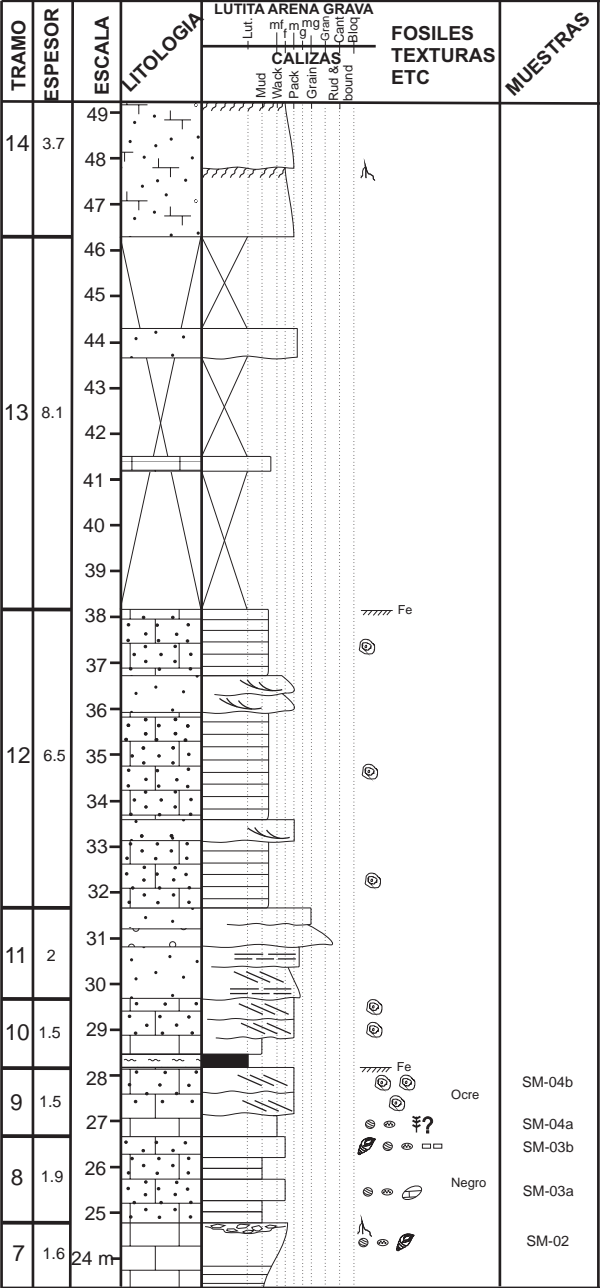 TRAMO
ESPESOR
ESCALA
LITOLOGIA
LUTITA ARENA GRAVA
Lut.
mf
f
m
g
mg
Gran
Cant
Bloq
CALIZAS
Mud
Wack
Pack
Grain
Rud &
bound
FOSILES
TEXTURAS
ETC
MUESTRAS
49
14 3.7
48
47
46
45
44
43
13 8.1
42
41
40
39
38 Fe
37
36
12 6.5
35
34
33
32
31
11 2
30
10 1.5
29
Fe
28 SM-04b
9 1.5 Ocre
27 SM-04a
?
SM-03b
26
8 1.9 Negro
SM-03a
25
SM-02
7 1.6 24 m